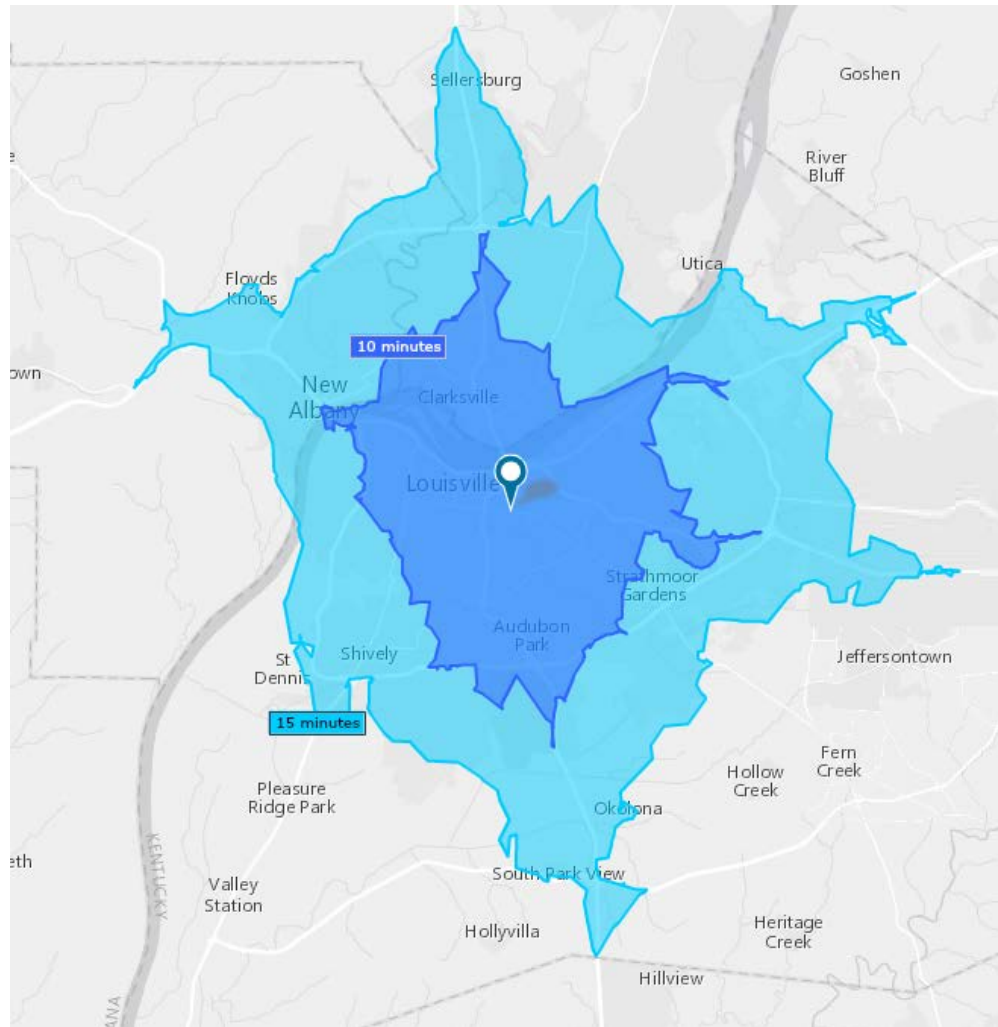 Sellersburg
Goshen
River
Bluff
Utica
Floyds
Knobs
10 minutes
own
New
Albany
Clarksville
Louisville
Strathmoor
Gardens
Audubon
Park
Shively
St
Dennis
Jeffersontown
15 minutes
Fern
Creek
Hollow
Creek
Pleasure
Ridge Park
Okolona
eth
KENTUCKY
South Park View
Valley
Station
Hollyvilla
Heritage
Creek
Hillview
ANA